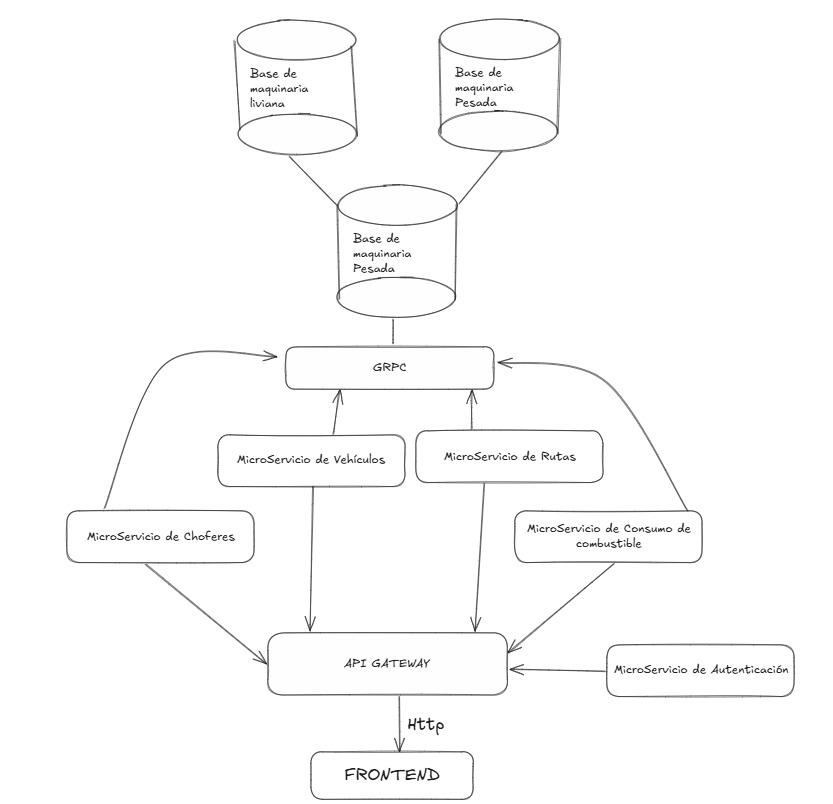 Base de
maquinaria
liviana
Base de
maquinaria
Pesada
Base de
maquinaria
Pesada
GRPC
MicroServicio de Vehículos
MicroServicio de Rutas
MicroServicio de Choferes
MicroServicio de Consumo de
combustible
API GATEWAY
MicroServicio de Autenticación
Http
FRONTEND